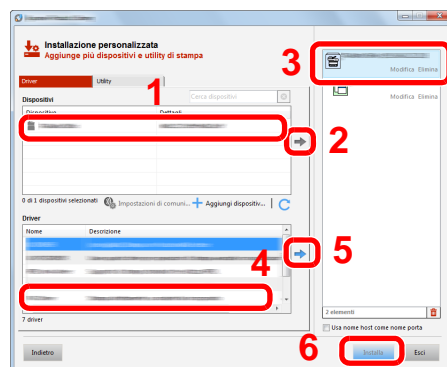 Installazione personalizzata
Aggiunge più dispositivi e utility di stampa
Driver Utility
3
Modifica Elimina
1
Dispositivi Cerca dispositivi
Dispositivo Dettagli
Modifica Elimina
2
0 di 1 dispositivi selezionati Impostazioni di comuni... Aggiungi dispositiv...
Driver
Nome Descrizione
4 5
7 driver
2 elementi
Usa nome host come nome porta
6
Indietro Installa Esci